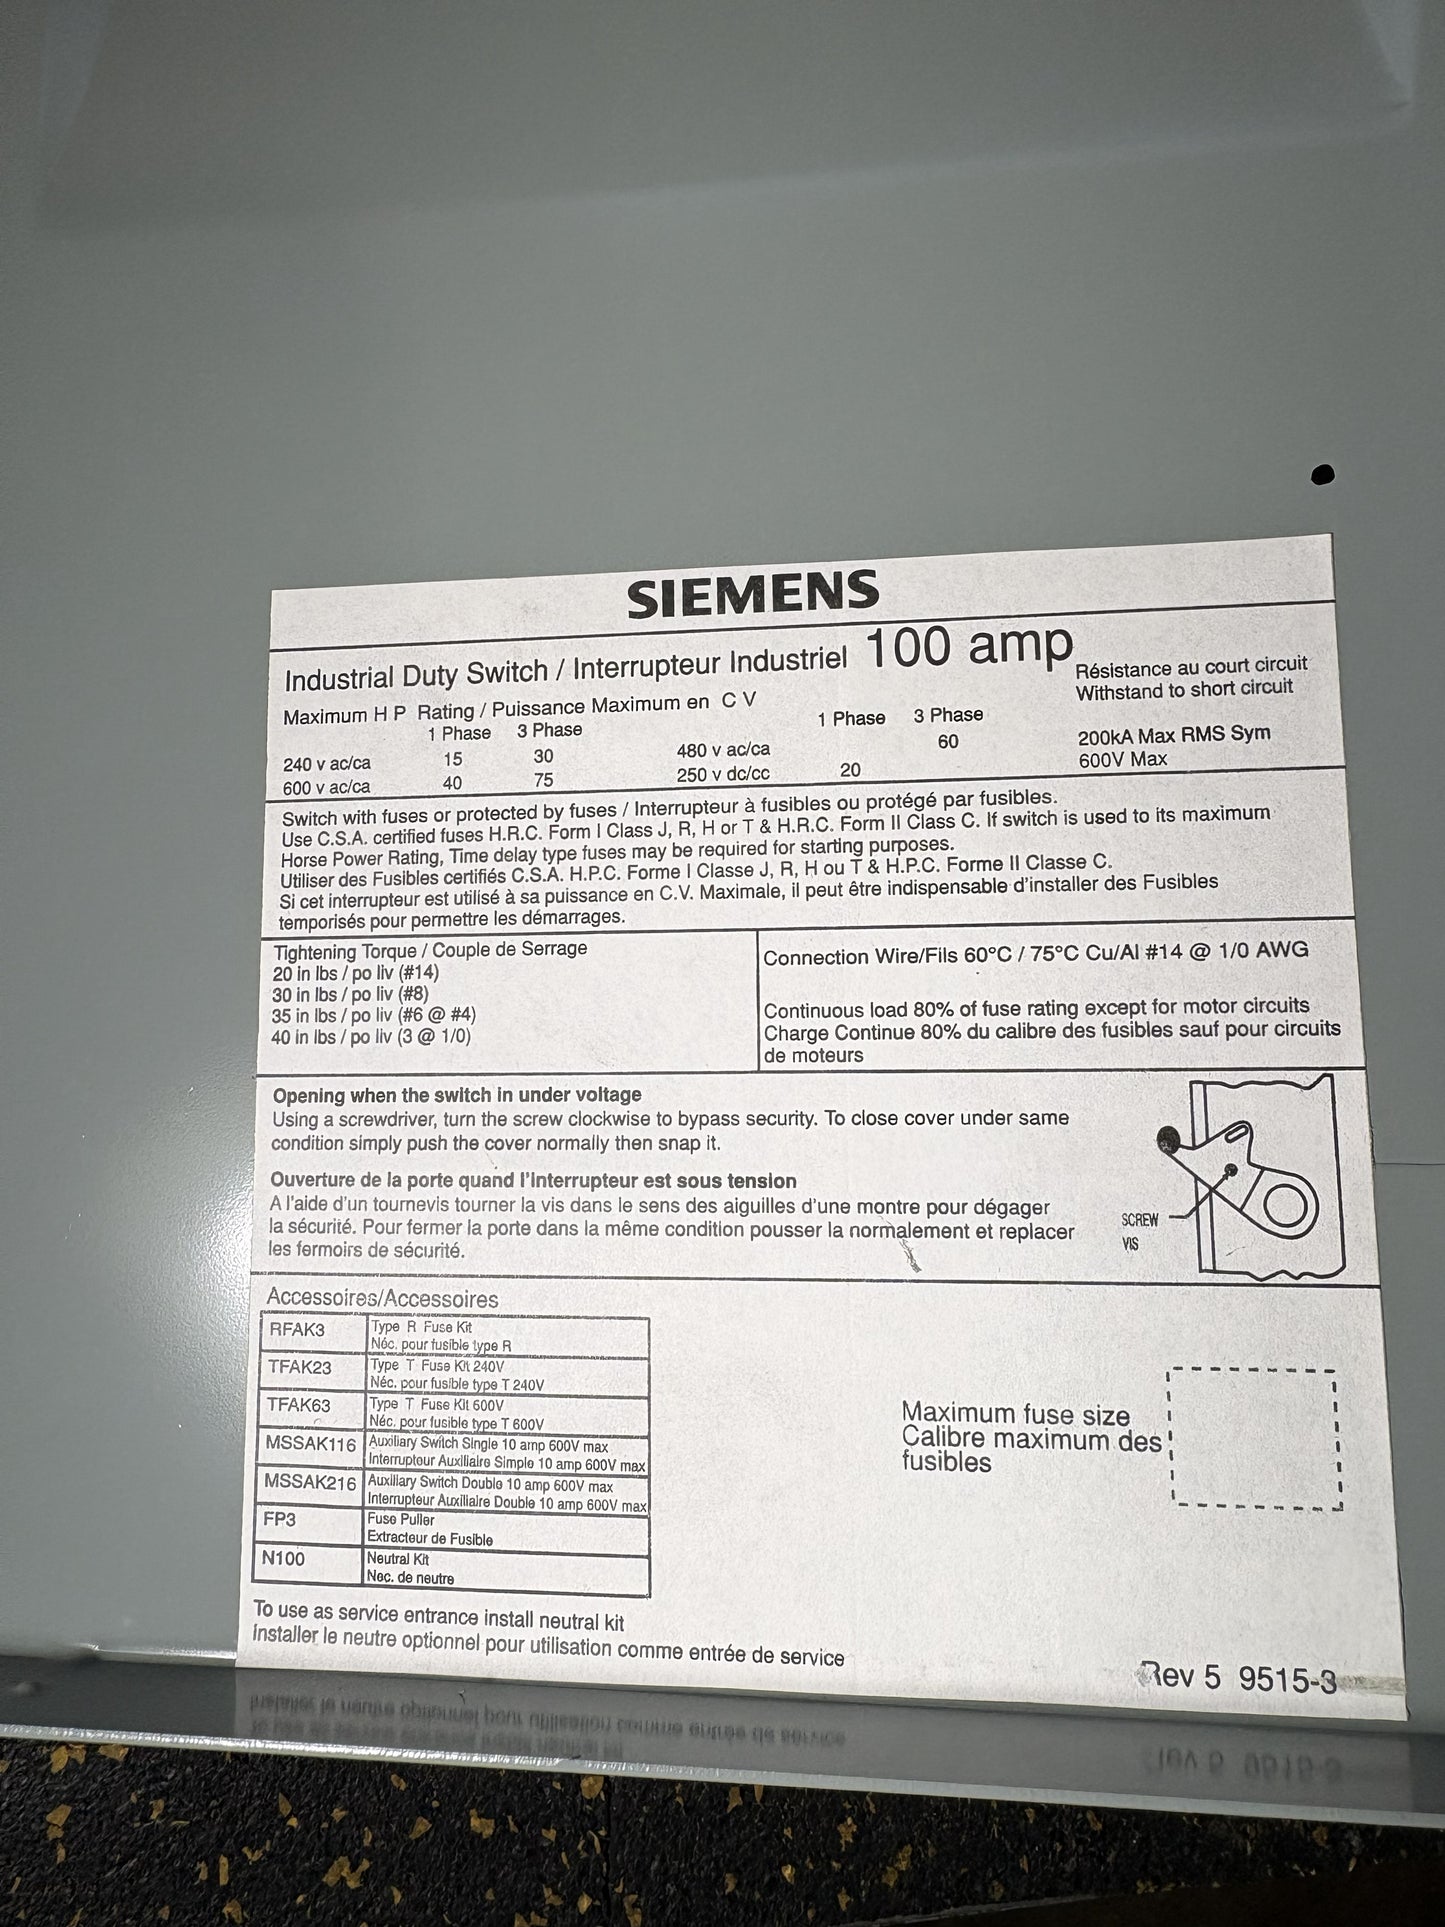 SIEMENS
Industrial Duty Switch / Interrupteur Industriel 100 amp
Résistance au court circuit
Withstand to short circuit
Maximum H P Rating / Puissance Maximum en C V
1 Phase 3 Phase 1 Phase 3 Phase
240 v ac/ca 15 30 480 v ac/ca 60 200kA Max RMS Sym
600 v ac/ca 40 75 250 v dc/cc 20 600V Max
Switch with fuses or protected by fuses / Interrupteur à fusibles ou protégé par fusibles.
Use C.S.A. certified fuses H.R.C. Form I Class J, R, H or T & H.R.C. Form II Class C. If switch is used to its maximum
Horse Power Rating, Time delay type fuses may be required for starting purposes.
Utiliser des Fusibles certifiés C.S.A. H.P.C. Forme I Classe J, R, H ou T & H.P.C. Forme II Classe C.
Si cet interrupteur est utilisé à sa puissance en C.V. Maximale, il peut être indispensable d'installer des Fusibles
temporisés pour permettre les démarrages.
Tightening Torque / Couple de Serrage
20 in lbs / po liv (#14)
30 in lbs / po liv (#8)
35 in lbs / po liv (#6 @ #4)
40 in lbs / po liv (3 @ 1/0)
Connection Wire/Fils 60°C / 75°C Cu/Al #14 @ 1/0 AWG
Continuous load 80% of fuse rating except for motor circuits
Charge Continue 80% du calibre des fusibles sauf pour circuits
de moteurs
Opening when the switch in under voltage
Using a screwdriver, turn the screw clockwise to bypass security. To close cover under same
condition simply push the cover normally then snap it.
Ouverture de la porte quand l'Interrupteur est sous tension
A l'aide d'un tournevis tourner la vis dans le sens des aiguilles d'une montre pour dégager
la sécurité. Pour fermer la porte dans la même condition pousser la normalement et replacer
les fermoirs de sécurité.
SCREW
VIS
Accessoires/Accessoires
RFAK3 Type R Fuse Kit
Néc. pour fusible type R
TFAK23 Type T Fuse Kit 240V
Néc. pour fusible type T 240V
TFAK63 Type T Fuse Kit 600V
Néc. pour fusible type T 600V
MSSAK116 Auxiliary Switch Single 10 amp 600V max
Interrupteur Auxiliaire Simple 10 amp 600V max
MSSAK216 Auxiliary Switch Double 10 amp 600V max
Interrupteur Auxiliaire Double 10 amp 600V max
FP3 Fuse Puller
Extracteur de Fusible
N100 Neutral Kit
Nec. de neutre
Maximum fuse size
Calibre maximum des
fusibles
To use as service entrance install neutral kit
Installer le neutre optionnel pour utilisation comme entrée de service
Rev 5 9515-3